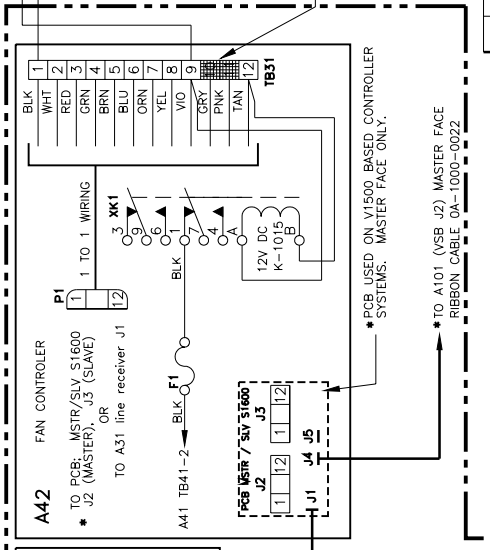 1 2 3 4 5 6 7 8 9 12
TB31
BLK
WHT
RED
GRN
BRN
BLU
ORN
YEL
VIO
GRY
PNK
TAN
1 TO 1 WIRING
P1
1 12
XK1
3 9 6 1 7 4 A B
12V DC
K-1015
BLK
F1
BLK
A41 TB41-2
A42
FAN CONTROLER
* TO PCB: MSTR/SLV S1600
J2 (MASTER), J3 (SLAVE)
OR
TO A31 line receiver J1
PCB MSTR / SLV S1600
J2
1 12
J3
1 12
J1
J4
J5
* PCB USED ON V1500 BASED CONTROLLER
SYSTEMS. MASTER FACE ONLY.
* TO A101 (VSB J2) MASTER FACE
RIBBON CABLE 0A-1000-0022